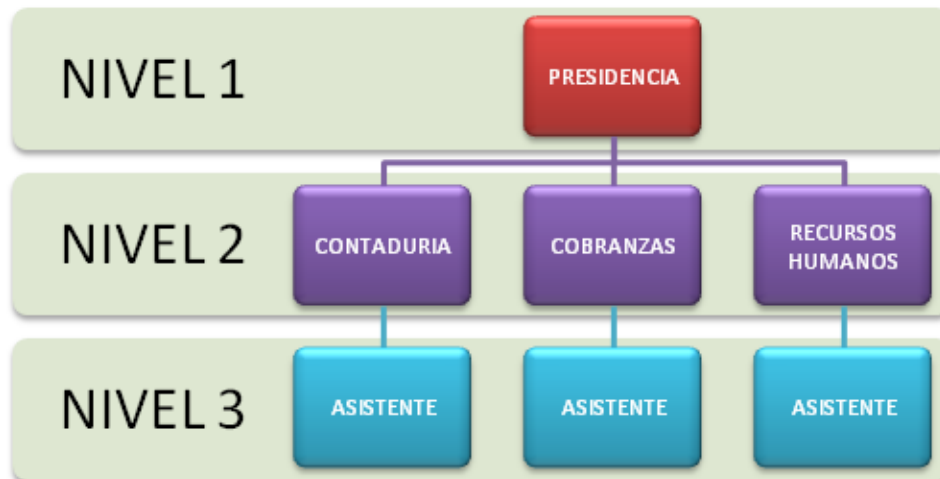 NIVEL 1
PRESIDENCIA
NIVEL 2
CONTADURIA
COBRANZAS
RECURSOS
HUMANOS
NIVEL 3
ASISTENTE
ASISTENTE
ASISTENTE